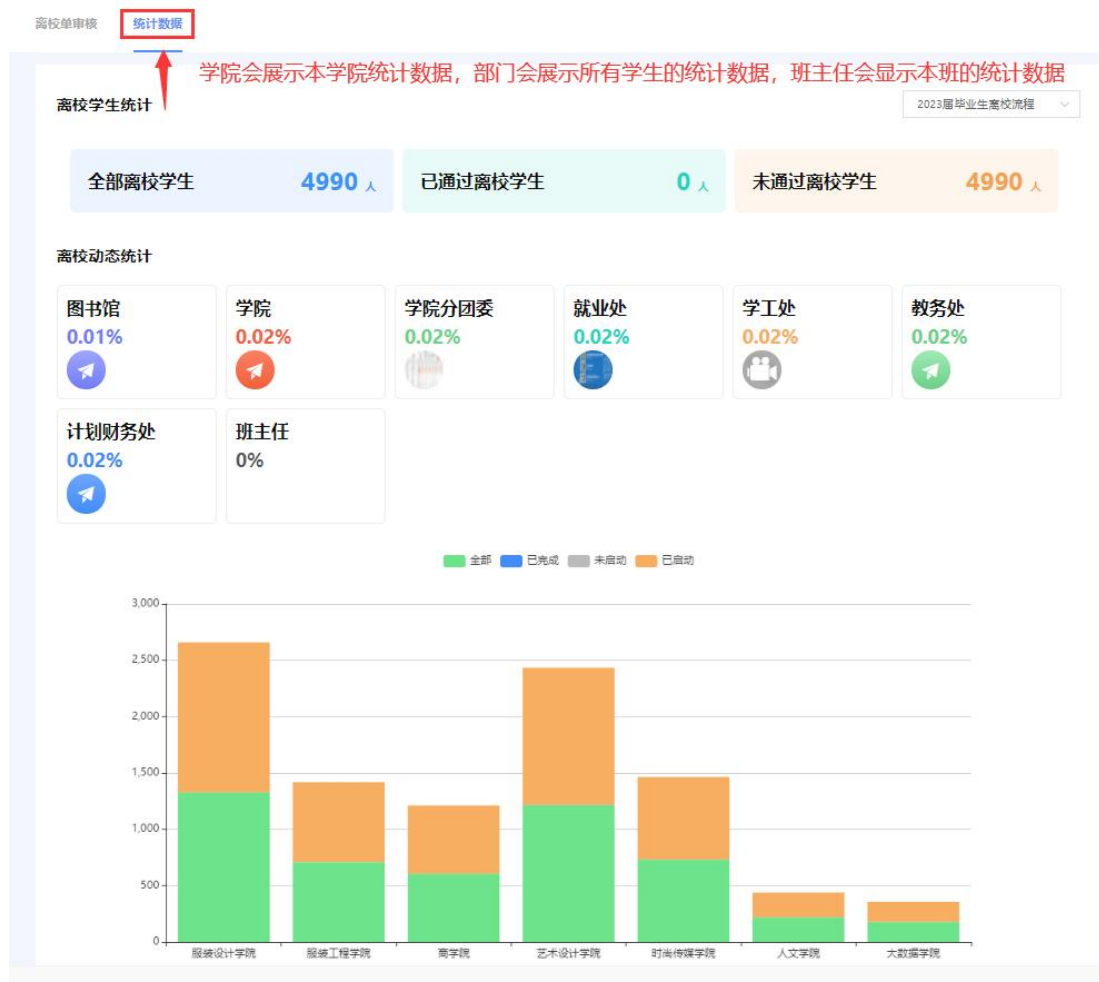 离校单审核 统计数据
学院会展示本学院统计数据，部门会展示所有学生的统计数据，班主任会显示本班的统计数据
离校学生统计 2023届毕业生离校流程
全部离校学生 4990 人 已通过离校学生 0 人 未通过离校学生 4990 人
离校动态统计
图书馆 学院 学院分团委 就业处 学工处 教务处
0.01% 0.02% 0.02% 0.02% 0.02% 0.02%
计划财务处 班主任
0.02% 0%
全部 已完成 未启动 已启动
3,000
2,500
2,000
1,500
1,000
500
0
服装设计学院 服装工程学院 商学院 艺术设计学院 时尚传媒学院 人文学院 大数据学院